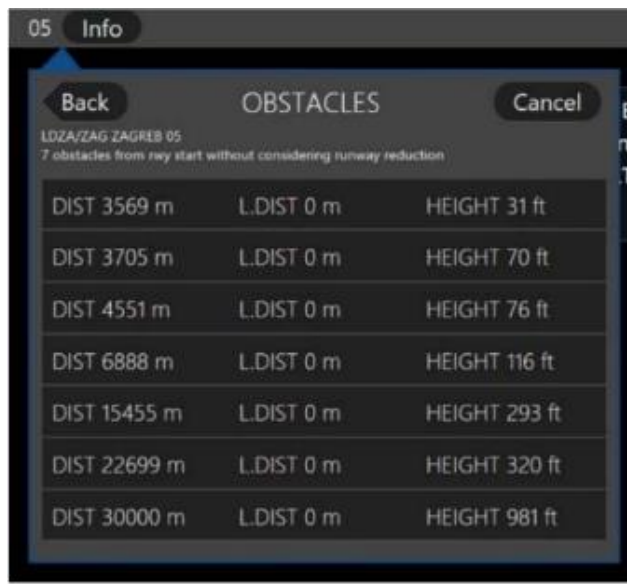 05 Info
Back OBSTACLES Cancel
LDZA/ZAG ZAGREB 05
7 obstacles from rwy start without considering runway reduction
DIST 3569 m L.DIST 0 m HEIGHT 31 ft
DIST 3705 m L.DIST 0 m HEIGHT 70 ft
DIST 4551 m L.DIST 0 m HEIGHT 76 ft
DIST 6888 m L.DIST 0 m HEIGHT 116 ft
DIST 15455 m L.DIST 0 m HEIGHT 293 ft
DIST 22699 m L.DIST 0 m HEIGHT 320 ft
DIST 30000 m L.DIST 0 m HEIGHT 981 ft